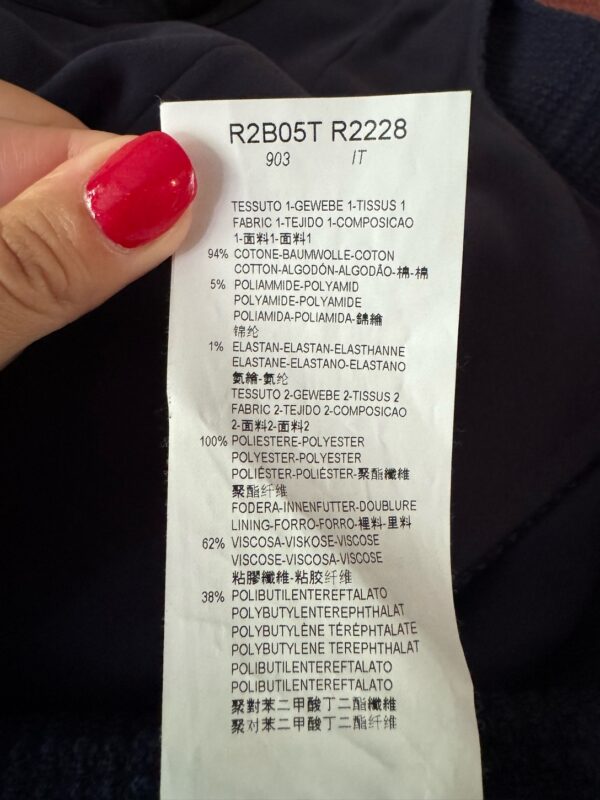 R2B05T R2228
903 IT
TESSUTO 1-GEWEBE 1-TISSUS 1
FABRIC 1-TEJIDO 1-COMPOSICAO
1-面料1-面料1
94% COTONE-BAUMWOLLE-COTON
COTTON-ALGODÓN-ALGODÃO-棉-棉
5% POLIAMMIDE-POLYAMID
POLYAMIDE-POLYAMIDE
POLIAMIDA-POLIAMIDA-錦綸
锦纶
1% ELASTAN-ELASTAN-ELASTHANNE
ELASTANE-ELASTANO-ELASTANO
氨綸-氨纶
TESSUTO 2-GEWEBE 2-TISSUS 2
FABRIC 2-TEJIDO 2-COMPOSICAO
2-面料2-面料2
100% POLIESTERE-POLYESTER
POLYESTER-POLYESTER
POLIÉSTER-POLIÉSTER-聚酯纖維
聚酯纤维
FODERA-INNENFUTTER-DOUBLURE
LINING-FORRO-FORRO-裡料-里料
62% VISCOSA-VISKOSE-VISCOSE
VISCOSE-VISCOSA-VISCOSE
粘膠纖維-粘胶纤维
38% POLIBUTILENTEREFTALATO
POLYBUTYLENTEREPHTHALAT
POLYBUTYLÈNE TÉRÉPHTALATE
POLYBUTYLENE TEREPHTHALAT
POLIBUTILENTEREFTALATO
POLIBUTILENTEREFTALATO
聚對苯二甲酸丁二酯纖維
聚对苯二甲酸丁二酯纤维